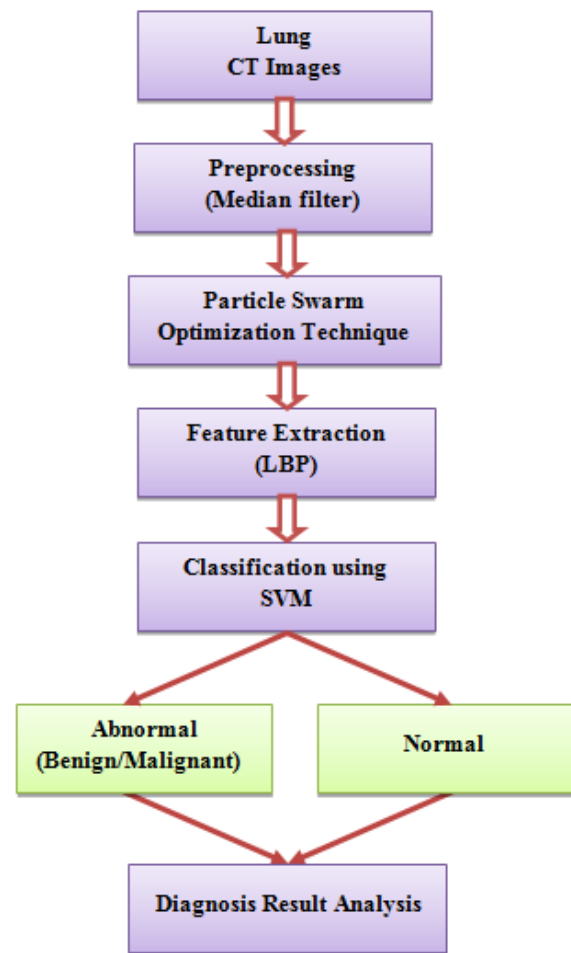 Lung
CT Images
Preprocessing
(Median filter)
Particle Swarm
Optimization Technique
Feature Extraction
(LBP)
Classification using
SVM
Abnormal
(Benign/Malignant)
Normal
Diagnosis Result Analysis